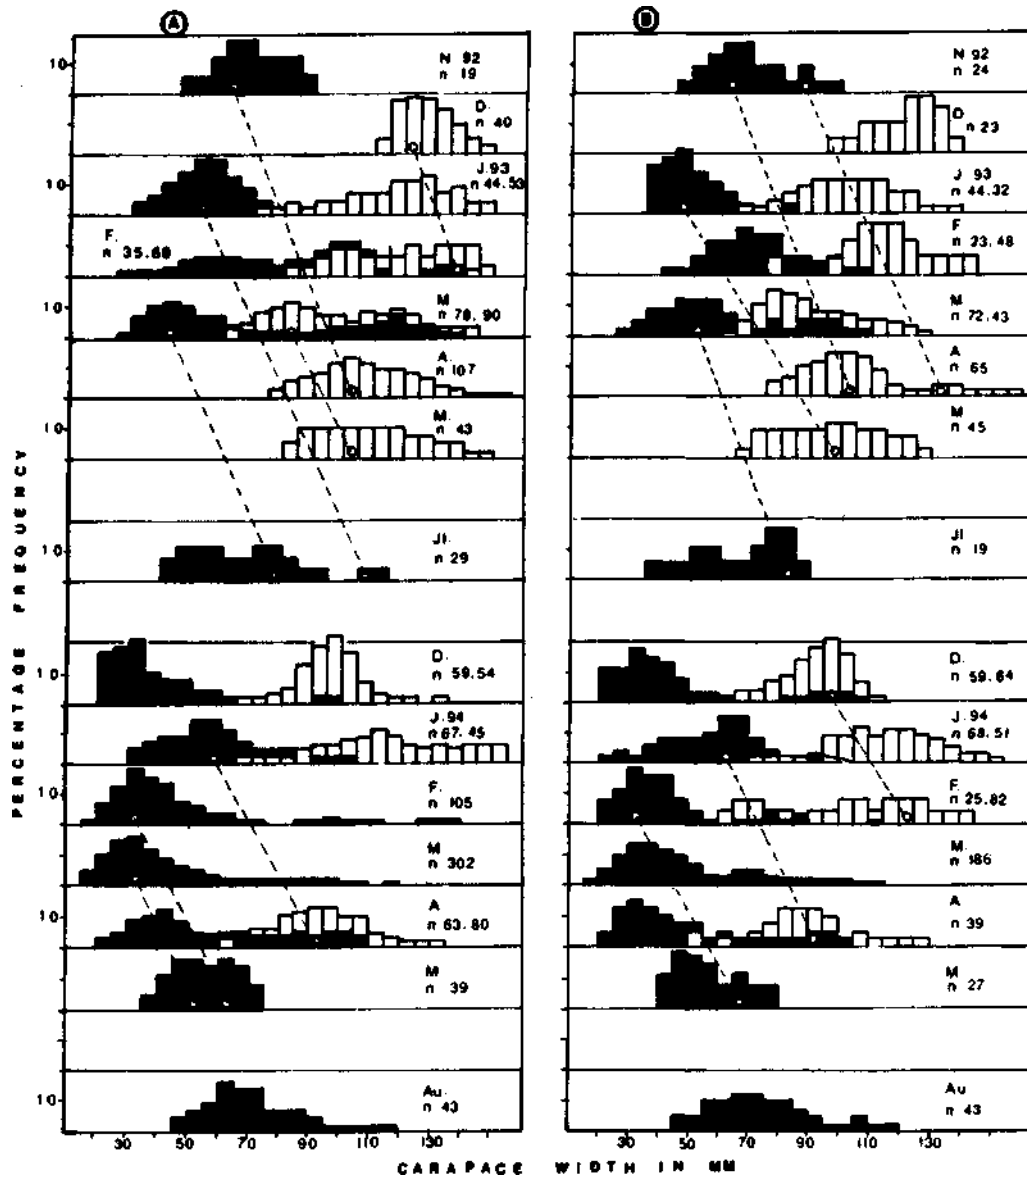 A
B
10
N 92
n 19
N 92
n 24
D.
n 40
D
n 23
10
J.93
n 44.53
J 93
n 44.32
F.
n 35.68
F
n 23.48
10
M
n 78.90
M
n 72.43
A.
n 107
A
n 65
10
M.
n 43
M
n 45
10
Jl.
n 29
Jl
n 19
10
D.
n 59.54
D.
n 59.64
J.94
n 67.45
J.94
n 68.51
10
F.
n 105
F.
n 25.82
M
n 302
M.
n 186
10
A
n 63.80
A
n 39
M
n 39
M
n 27
10
Au.
n 43
Au
n 43
30 50 70 90 110 130
30 50 70 90 110 130
PERCENTAGE FREQUENCY
CARAPACE WIDTH IN MM